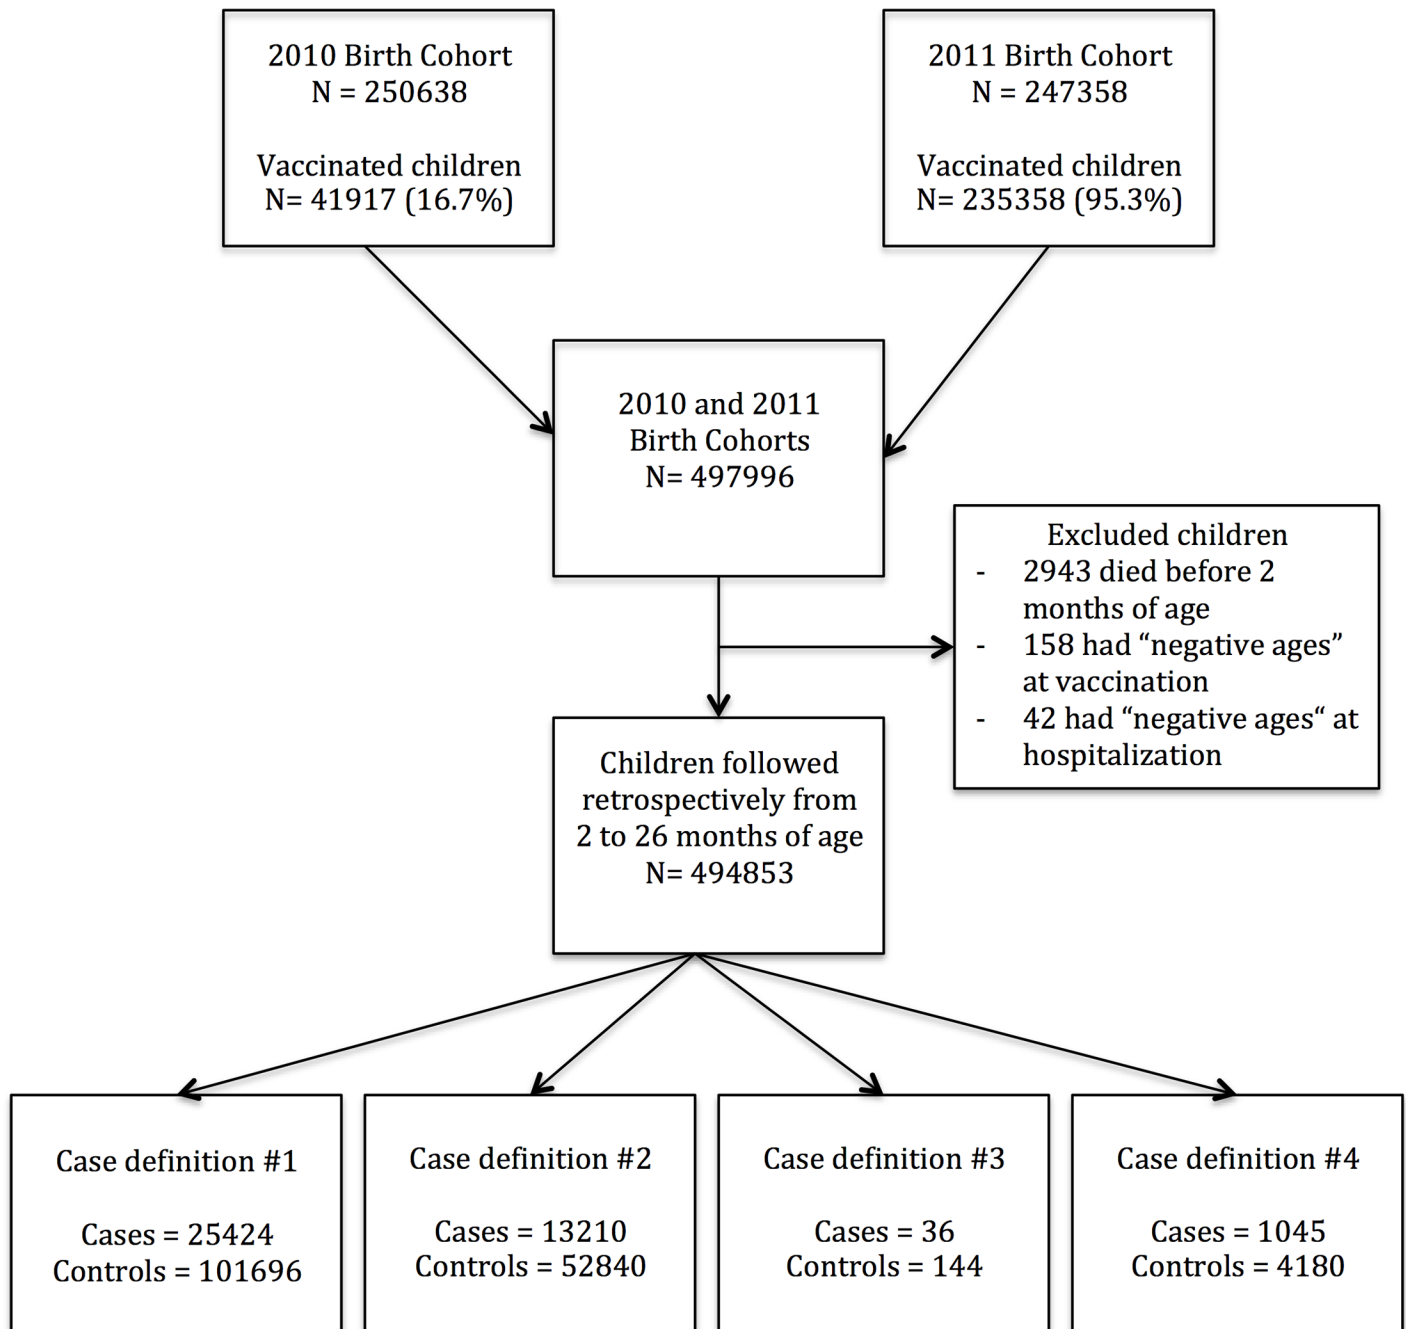 2010 Birth Cohort
N = 250638
Vaccinated children
N= 41917 (16.7%)
2011 Birth Cohort
N = 247358
Vaccinated children
N= 235358 (95.3%)
2010 and 2011
Birth Cohorts
N= 497996
Excluded children
- 2943 died before 2
months of age
- 158 had “negative ages”
at vaccination
- 42 had “negative ages“ at
hospitalization
Children followed
retrospectively from
2 to 26 months of age
N= 494853
Case definition #1
Cases = 25424
Controls = 101696
Case definition #2
Cases = 13210
Controls = 52840
Case definition #3
Cases = 36
Controls = 144
Case definition #4
Cases = 1045
Controls = 4180